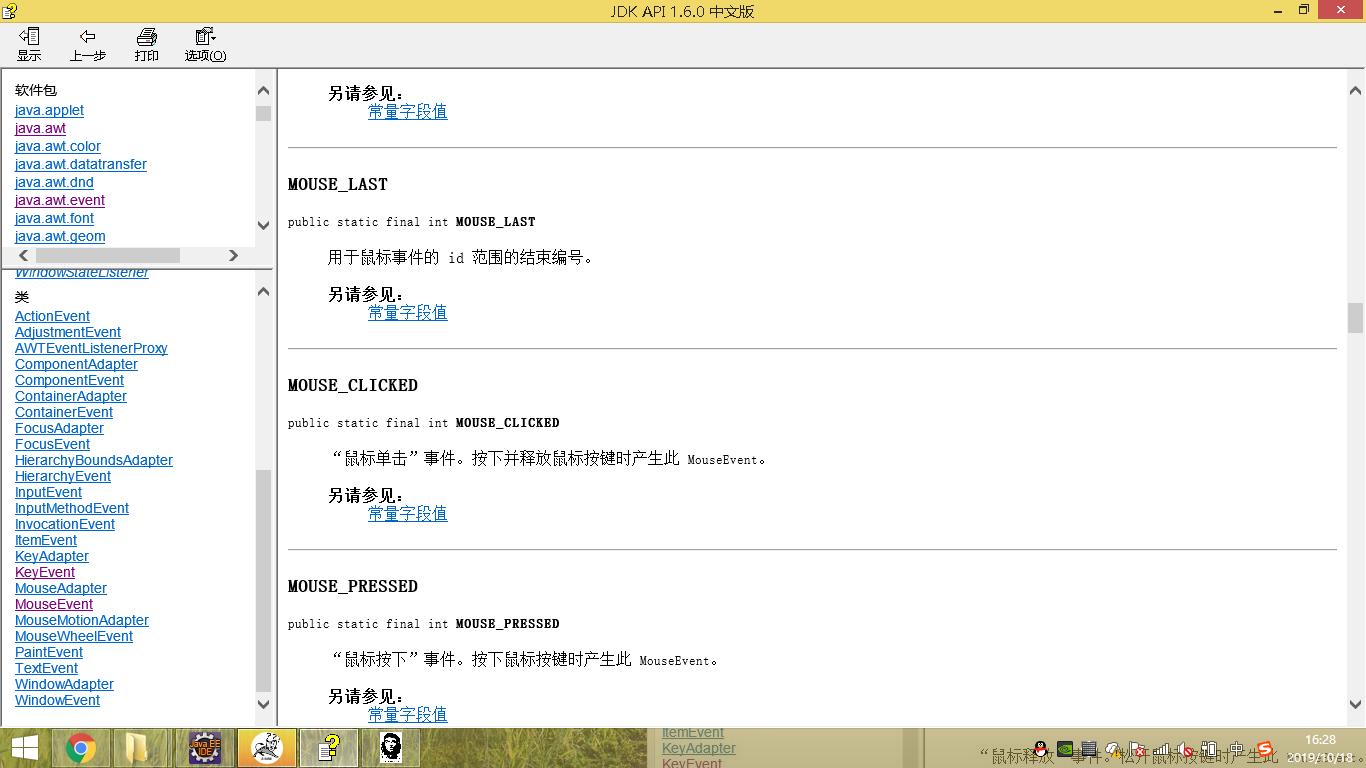 JDK API 1.6.0 中文版
显示 上一步 打印 选项(O)
软件包
java.applet
java.awt
java.awt.color
java.awt.datatransfer
java.awt.dnd
java.awt.event
java.awt.font
java.awt.geom
WindowStateListener
类
ActionEvent
AdjustmentEvent
AWTEventListenerProxy
ComponentAdapter
ComponentEvent
ContainerAdapter
ContainerEvent
FocusAdapter
FocusEvent
HierarchyBoundsAdapter
HierarchyEvent
InputEvent
InputMethodEvent
InvocationEvent
ItemEvent
KeyAdapter
KeyEvent
MouseAdapter
MouseEvent
MouseMotionAdapter
MouseWheelEvent
PaintEvent
TextEvent
WindowAdapter
WindowEvent
另请参见：
常量字段值
MOUSE_LAST
public static final int MOUSE_LAST
用于鼠标事件的 id 范围的结束编号。
另请参见：
常量字段值
MOUSE_CLICKED
public static final int MOUSE_CLICKED
“鼠标单击”事件。按下并释放鼠标按键时产生此 MouseEvent。
另请参见：
常量字段值
MOUSE_PRESSED
public static final int MOUSE_PRESSED
“鼠标按下”事件。按下鼠标按键时产生此 MouseEvent。
另请参见：
常量字段值
Java EE
IDE
ItemEvent
KeyAdapter
KeyEvent
“鼠标释放”事件。松开鼠标按键时产生此
中
16:28
2019/10/18